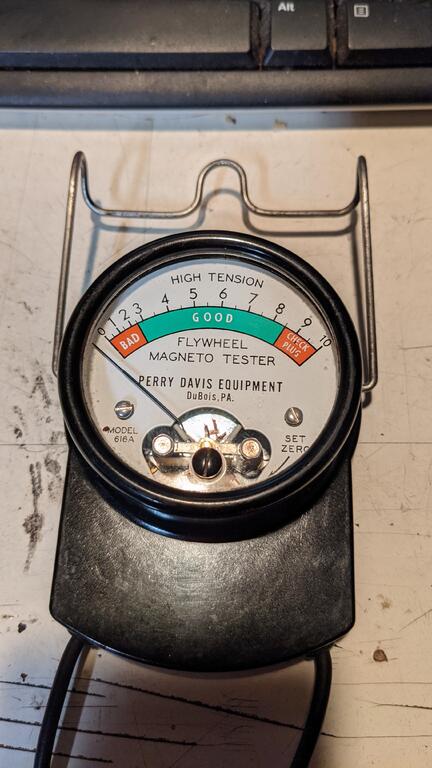 Alt
HIGH TENSION
0 2 3 4 5 6 7 8 9 10
BAD
GOOD
CHECK
PLUG
FLYWHEEL
MAGNETO TESTER
PERRY DAVIS EQUIPMENT
DuBOIS, PA.
MODEL
616A
SET
ZERO